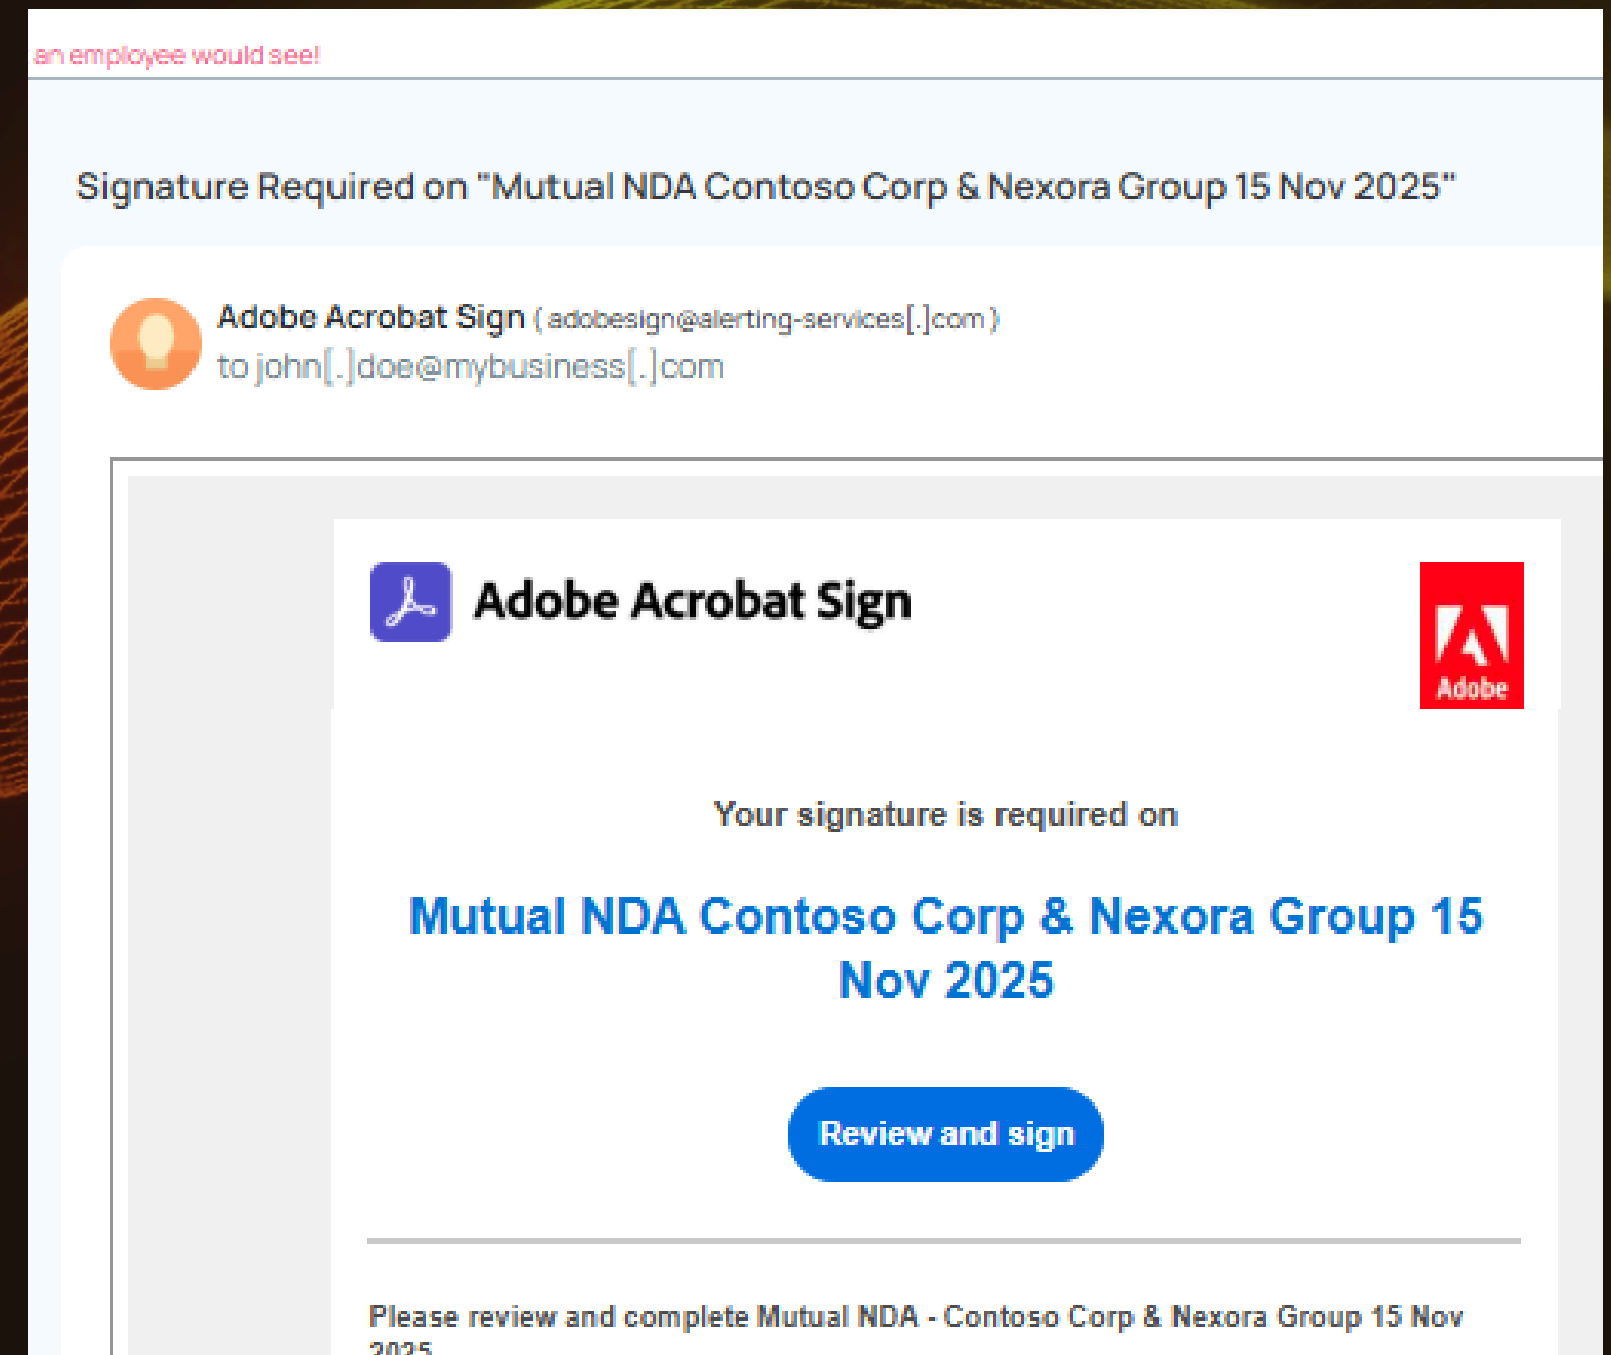 an employee would see!
Signature Required on "Mutual NDA Contoso Corp & Nexora Group 15 Nov 2025"
Adobe Acrobat Sign ( adobesign@alerting-services[.]com )
to john[.]doe@mybusiness[.]com
Adobe Acrobat Sign
Adobe
Your signature is required on
Mutual NDA Contoso Corp & Nexora Group 15
Nov 2025
Review and sign
Please review and complete Mutual NDA - Contoso Corp & Nexora Group 15 Nov
2025